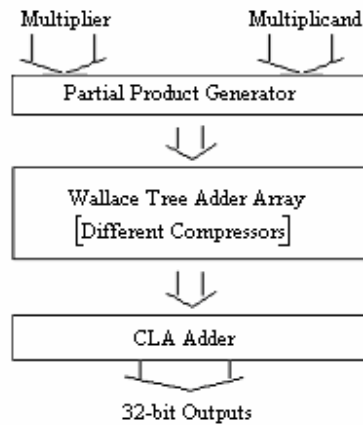 Multiplier Multiplicand
Partial Product Generator
Wallace Tree Adder Array
[Different Compressors]
CLA Adder
32-bit Outputs